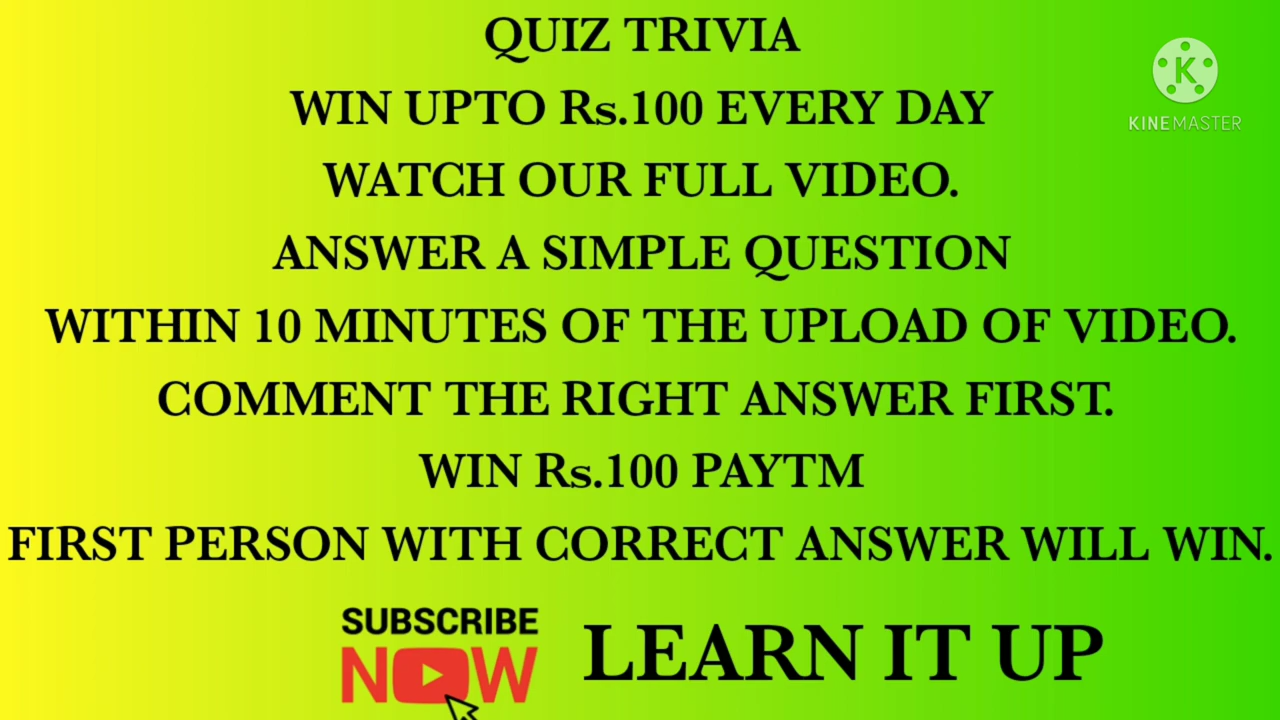 QUIZ TRIVIA
WIN UPTO Rs.100 EVERY DAY
K
KINEMASTER
WATCH OUR FULL VIDEO.
ANSWER A SIMPLE QUESTION
WITHIN 10 MINUTES OF THE UPLOAD OF VIDEO.
COMMENT THE RIGHT ANSWER FIRST.
WIN Rs.100 PAYTM
FIRST PERSON WITH CORRECT ANSWER WILL WIN.
SUBSCRIBE
NOW
LEARN IT UP